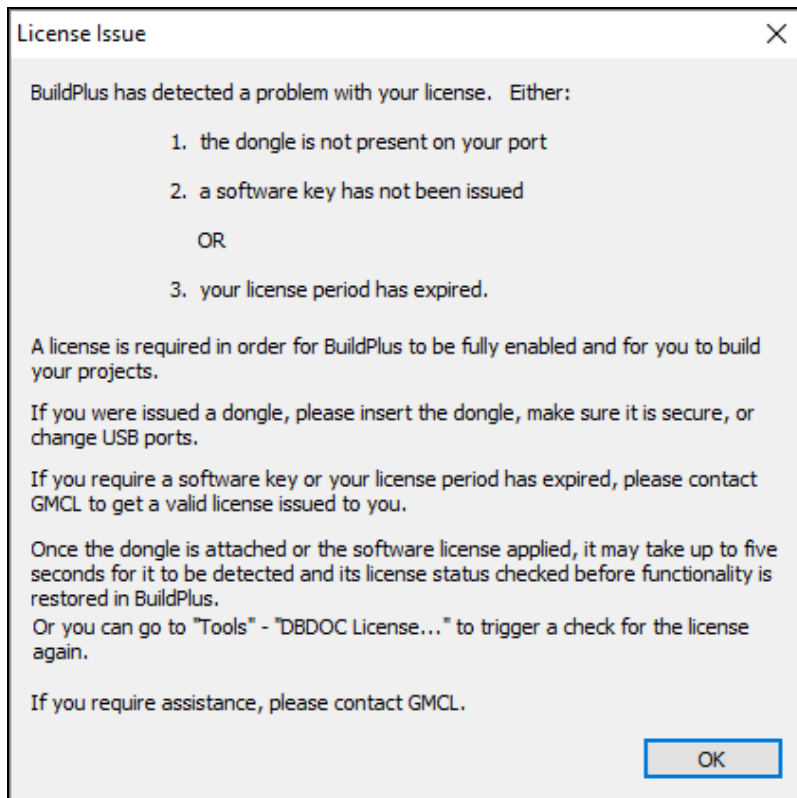 License Issue
BuildPlus has detected a problem with your license.   Either:
1.  the dongle is not present on your port
2.  a software key has not been issued
OR
3.  your license period has expired.
A license is required in order for BuildPlus to be fully enabled and for you to build
your projects.
If you were issued a dongle, please insert the dongle, make sure it is secure, or
change USB ports.
If you require a software key or your license period has expired, please contact
GMCL to get a valid license issued to you.
Once the dongle is attached or the software license applied, it may take up to five
seconds for it to be detected and its license status checked before functionality is
restored in BuildPlus.
Or you can go to "Tools" - "DBDOC License..." to trigger a check for the license
again.
If you require assistance, please contact GMCL.
OK